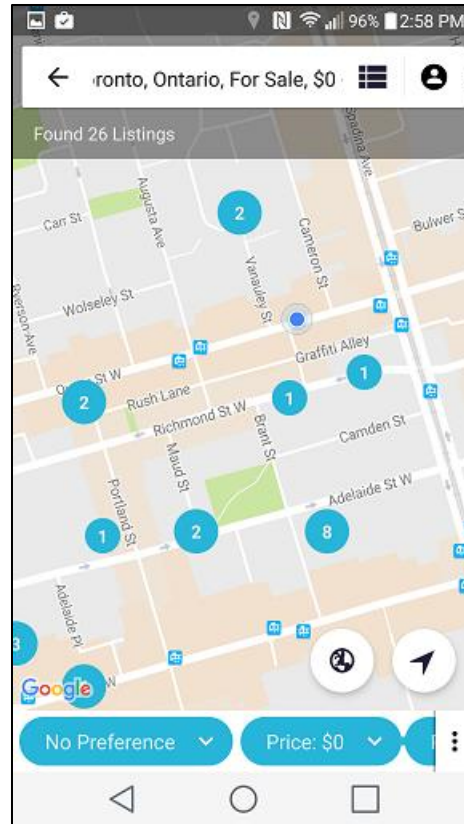 96% 2:58 PM
ronto, Ontario, For Sale, $0
Found 26 Listings
Spadina Ave.
Augusta Ave
2
Carr St
Cameron St
Bulwer S
Vanauley St
Ryerson Ave
Wolseley St
Graffiti Alley
St W
1
2
Rush Lane
1
Richmond St W
Camden St
Brant St
Maud St
Adelaide St W
Portland St
1
2
8
Adelaide Pl
3
Google
W
No Preference
Price: $0